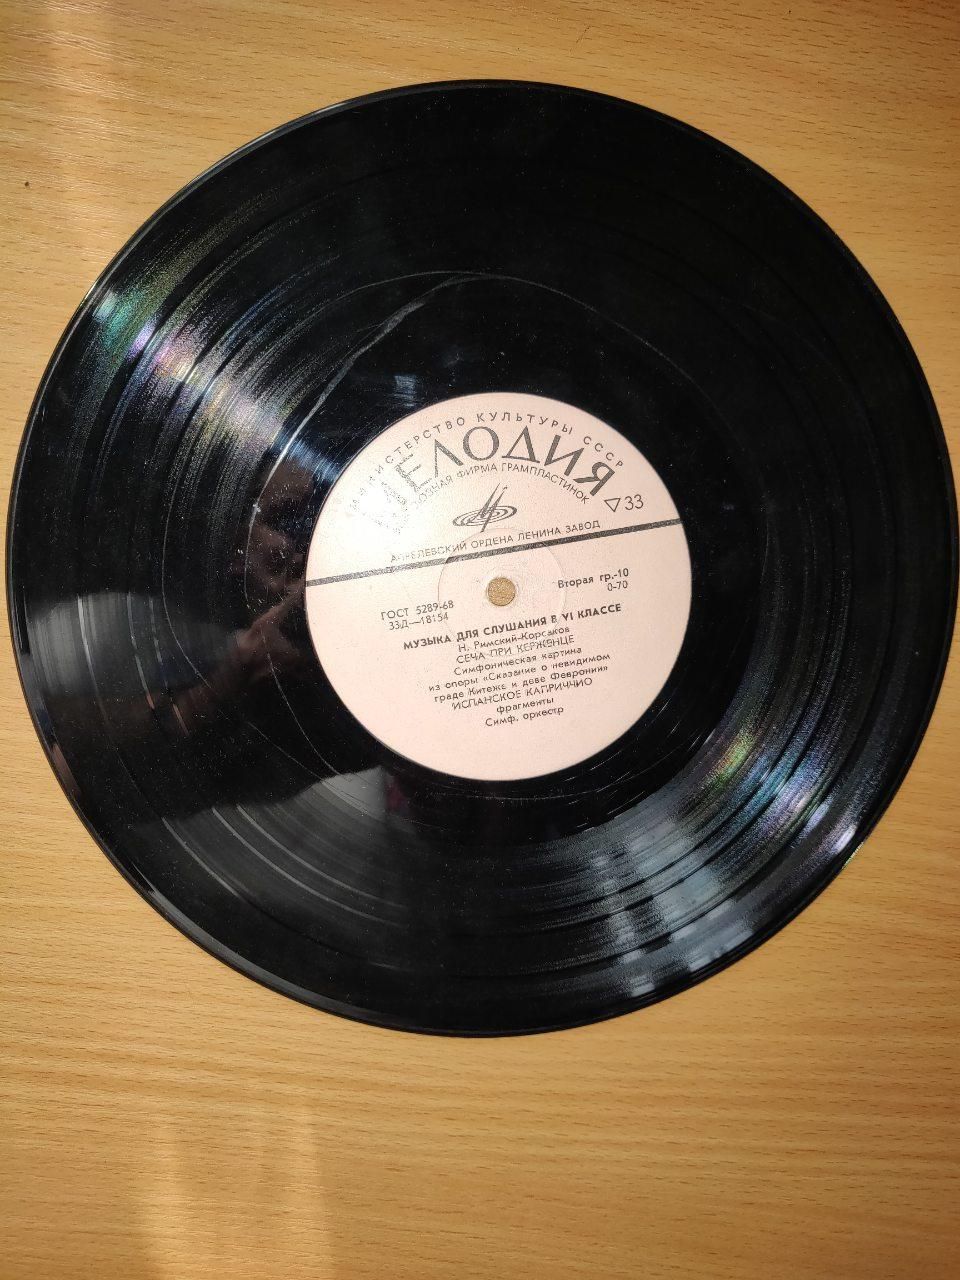 МИНИСТЕРСТВО КУЛЬТУРЫ СССР
МЕЛОДИЯ
ФИРМА ГРАМПЛАСТИНОК
33
АПРЕЛЕВСКИЙ ОРДЕНА ЛЕНИНА ЗАВОД
ГОСТ 5289-68
Вторая гр.-10
33Д—18154
0-70
МУЗЫКА ДЛЯ СЛУШАНИЯ В VI КЛАССЕ
Н. Римский-Корсаков
СЕЧА ПРИ КЕРЖЕНЦЕ
Симфоническая картина
из оперы «Сказание о невидимом
граде Китеже и деве Февронии»
ИСПАНСКОЕ КАПРИЧЧИО
фрагменты
Симф. оркестр